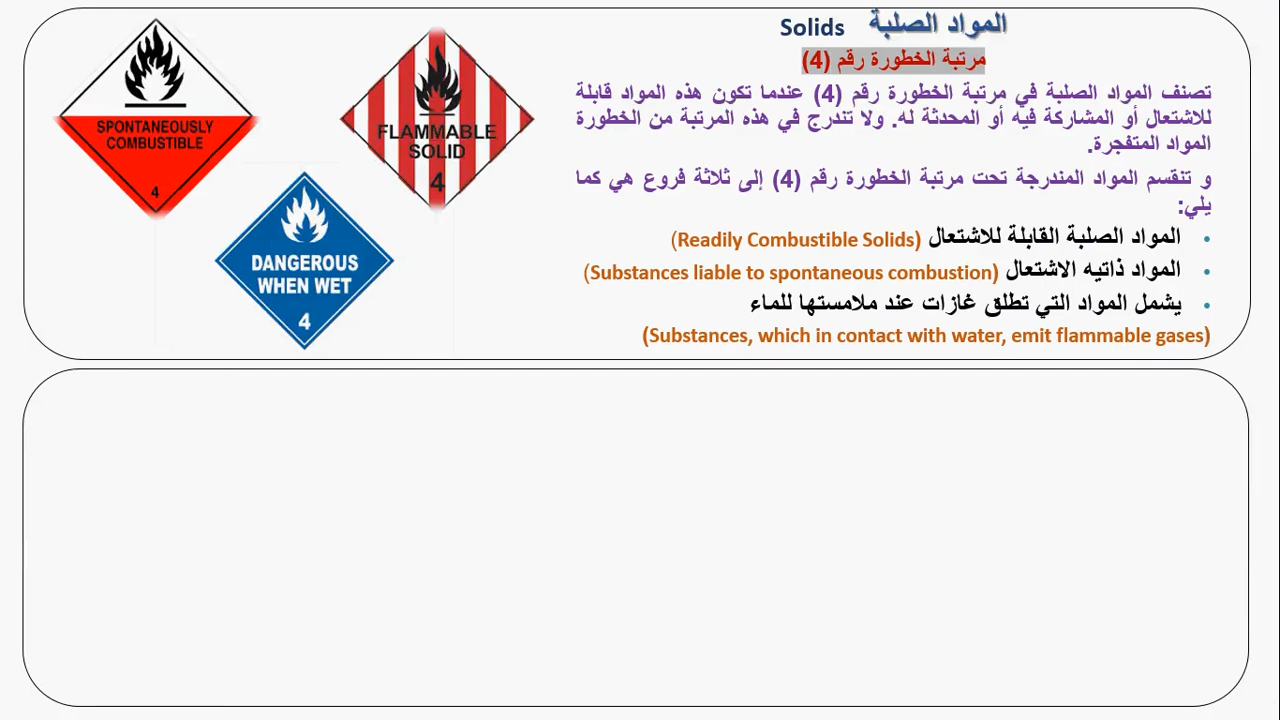 المواد الصلبة Solids
مرتبة الخطورة رقم (4)
تصنف المواد الصلبة في مرتبة الخطورة رقم (4) عندما تكون هذه المواد قابلة
للاشتعال أو المشاركة فيه أو المحدثة له. ولا تندرج في هذه المرتبة من الخطورة
المواد المتفجرة.
و تنقسم المواد المندرجة تحت مرتبة الخطورة رقم (4) إلى ثلاثة فروع هي كما
يلي:
• المواد الصلبة القابلة للاشتعال (Readily Combustible Solids)
• المواد ذاتيه الاشتعال (Substances liable to spontaneous combustion)
• يشمل المواد التي تطلق غازات عند ملامستها للماء
(Substances, which in contact with water, emit flammable gases)
FLAMMABLE
SOLID
4
SPONTANEOUSLY
COMBUSTIBLE
4
DANGEROUS
WHEN WET
4